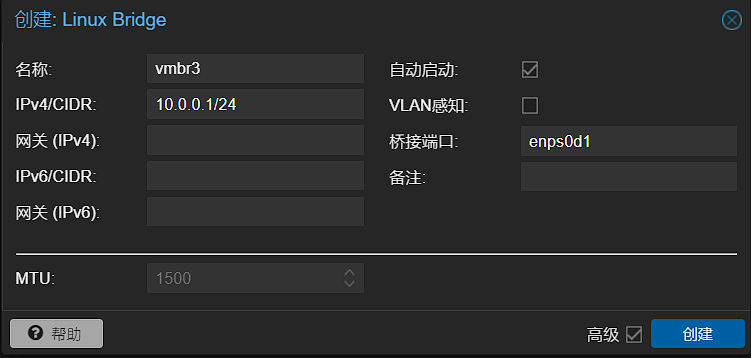 创建: Linux Bridge
名称: vmbr3 自动启动:
IPv4/CIDR: 10.0.0.1/24 VLAN感知:
网关 (IPv4): 桥接端口: enps0d1
IPv6/CIDR: 备注:
网关 (IPv6):
MTU: 1500
帮助 高级 创建